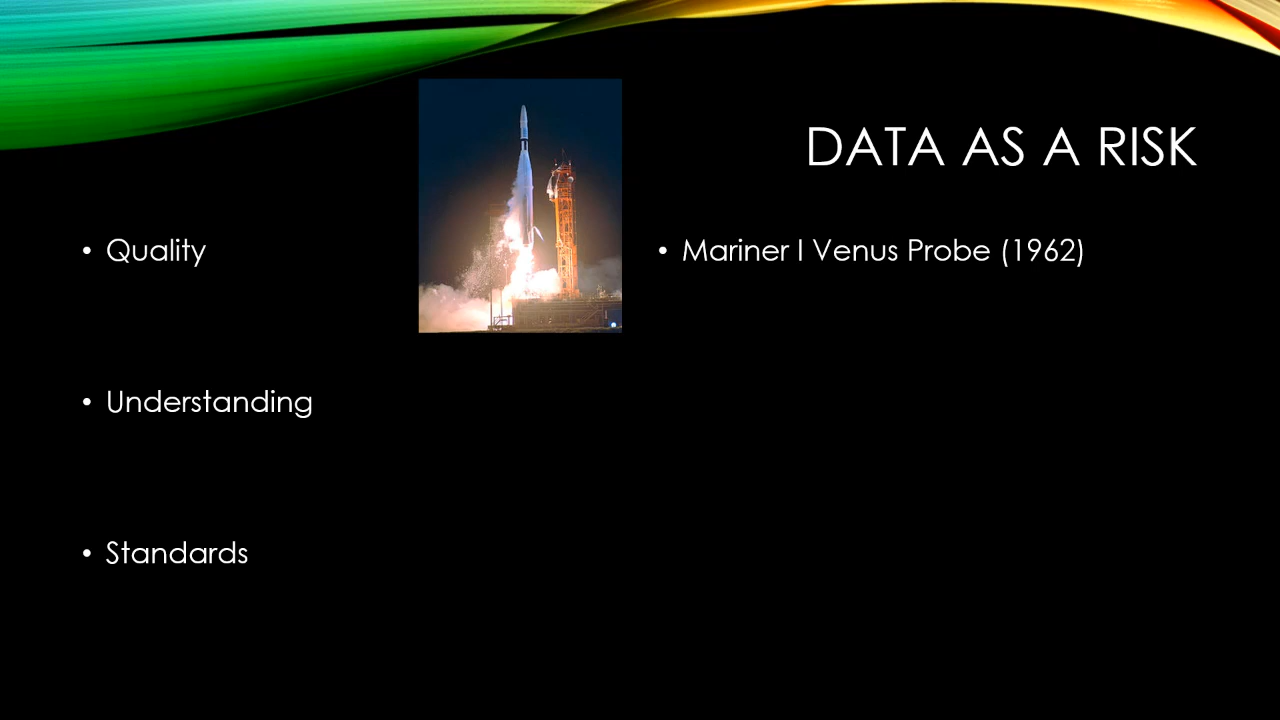 DATA AS A RISK
• Quality
• Mariner I Venus Probe (1962)
• Understanding
• Standards